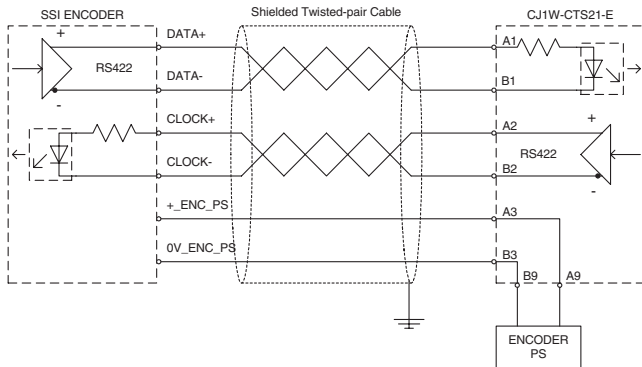 SSI ENCODER
Shielded Twisted-pair Cable
CJ1W-CTS21-E
+
RS422
-
DATA+
DATA-
A1
B1
CLOCK+
CLOCK-
A2
B2
+
RS422
-
+_ENC_PS
A3
0V_ENC_PS
B3
B9
A9
ENCODER
PS